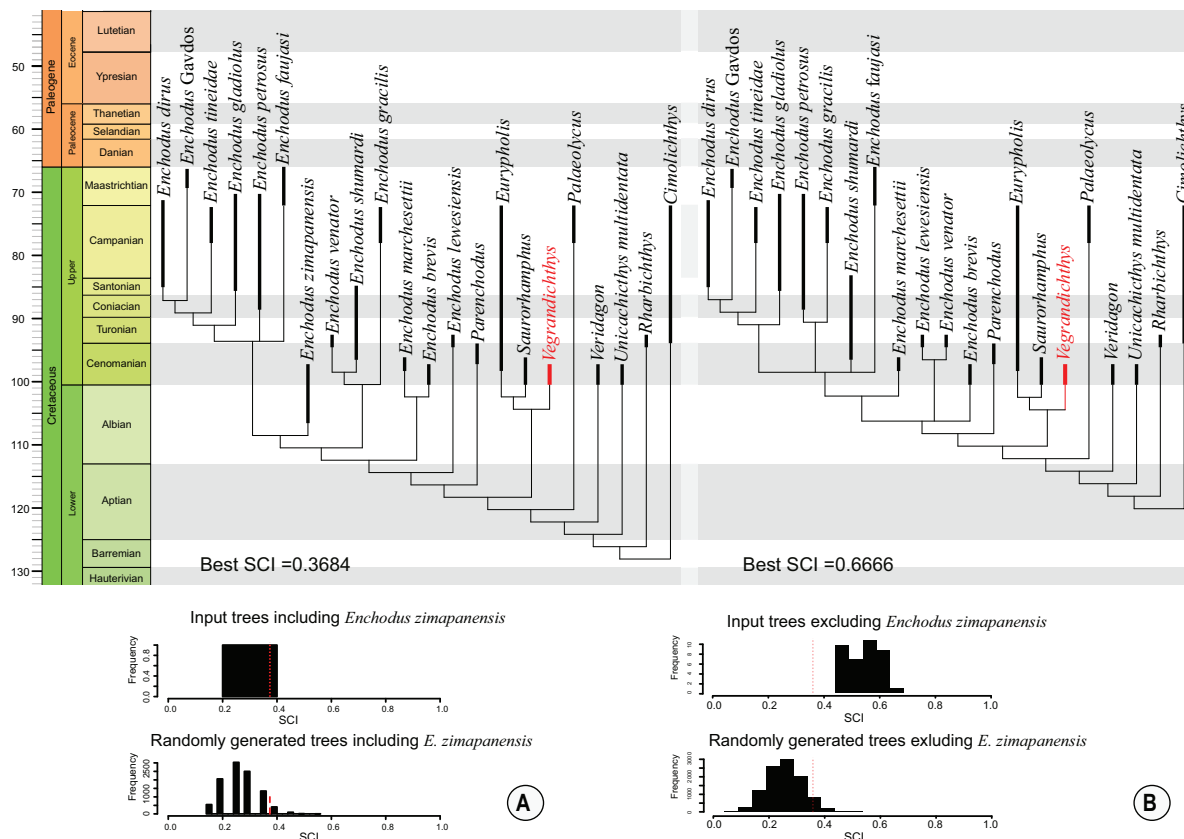 Paleogene
Eocene
Paleocene
Cretaceous
Upper
Lower
Lutetian
Ypresian
Thanetian
Selandian
Danian
Maastrichtian
Campanian
Santonian
Coniacian
Turonian
Cenomanian
Albian
Aptian
Barremian
Hauterivian
50
60
70
80
90
100
110
120
130
Enchodus dirus
Enchodus Gavdos
Enchodus tineidae
Enchodus gladiolus
Enchodus petrosus
Enchodus faujasi
Enchodus zimapanensis
Enchodus venator
Enchodus shumardi
Enchodus gracilis
Enchodus marchesetii
Enchodus brevis
Enchodus lewesiensis
Parenchodus
Eurypholis
Saurorhamphus
Vegrandichthys
Palaeolycus
Veridagon
Unicachicthys multidentata
Rharbichthys
Cimolichthys
Best SCI =0.3684
Enchodus dirus
Enchodus Gavdos
Enchodus tineidae
Enchodus gladiolus
Enchodus petrosus
Enchodus gracilis
Enchodus shumardi
Enchodus faujasi
Enchodus marchesetii
Enchodus lewesiensis
Enchodus venator
Enchodus brevis
Parenchodus
Eurypholis
Saurorhamphus
Vegrandichthys
Palaeolycus
Veridagon
Unicachicthys multidentata
Rharbichthys
Cimolichthys
Best SCI =0.6666
Input trees including Enchodus zimapanensis
Frequency
0.0 0.4 0.8
0.0 0.2 0.4 0.6 0.8 1.0
SCI
Randomly generated trees including E. zimapanensis
Frequency
0 1000 2500
0.0 0.2 0.4 0.6 0.8 1.0
SCI
A
Input trees excluding Enchodus zimapanensis
Frequency
0 2 4 6 8 10
0.0 0.2 0.4 0.6 0.8 1.0
SCI
Randomly generated trees exluding E. zimapanensis
Frequency
0 1000 3000
0.0 0.2 0.4 0.6 0.8 1.0
SCI
B